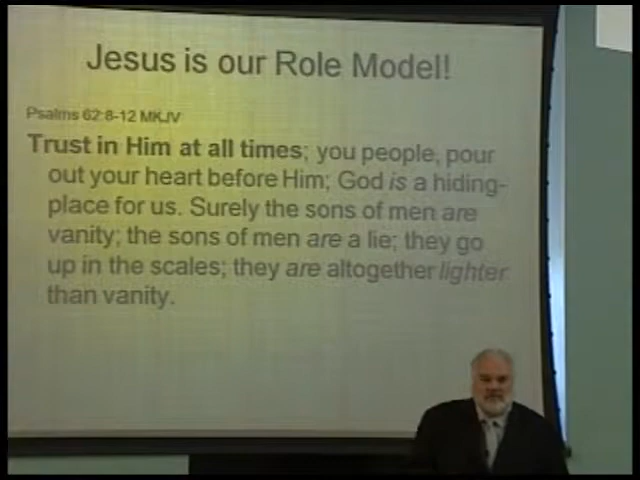 Jesus is our Role Model!
Psalms 62:8-12 MKJV
Trust in Him at all times; you people, pour
out your heart before Him; God is a hiding-
place for us. Surely the sons of men are
vanity; the sons of men are a lie; they go
up in the scales; they are altogether lighter
than vanity.